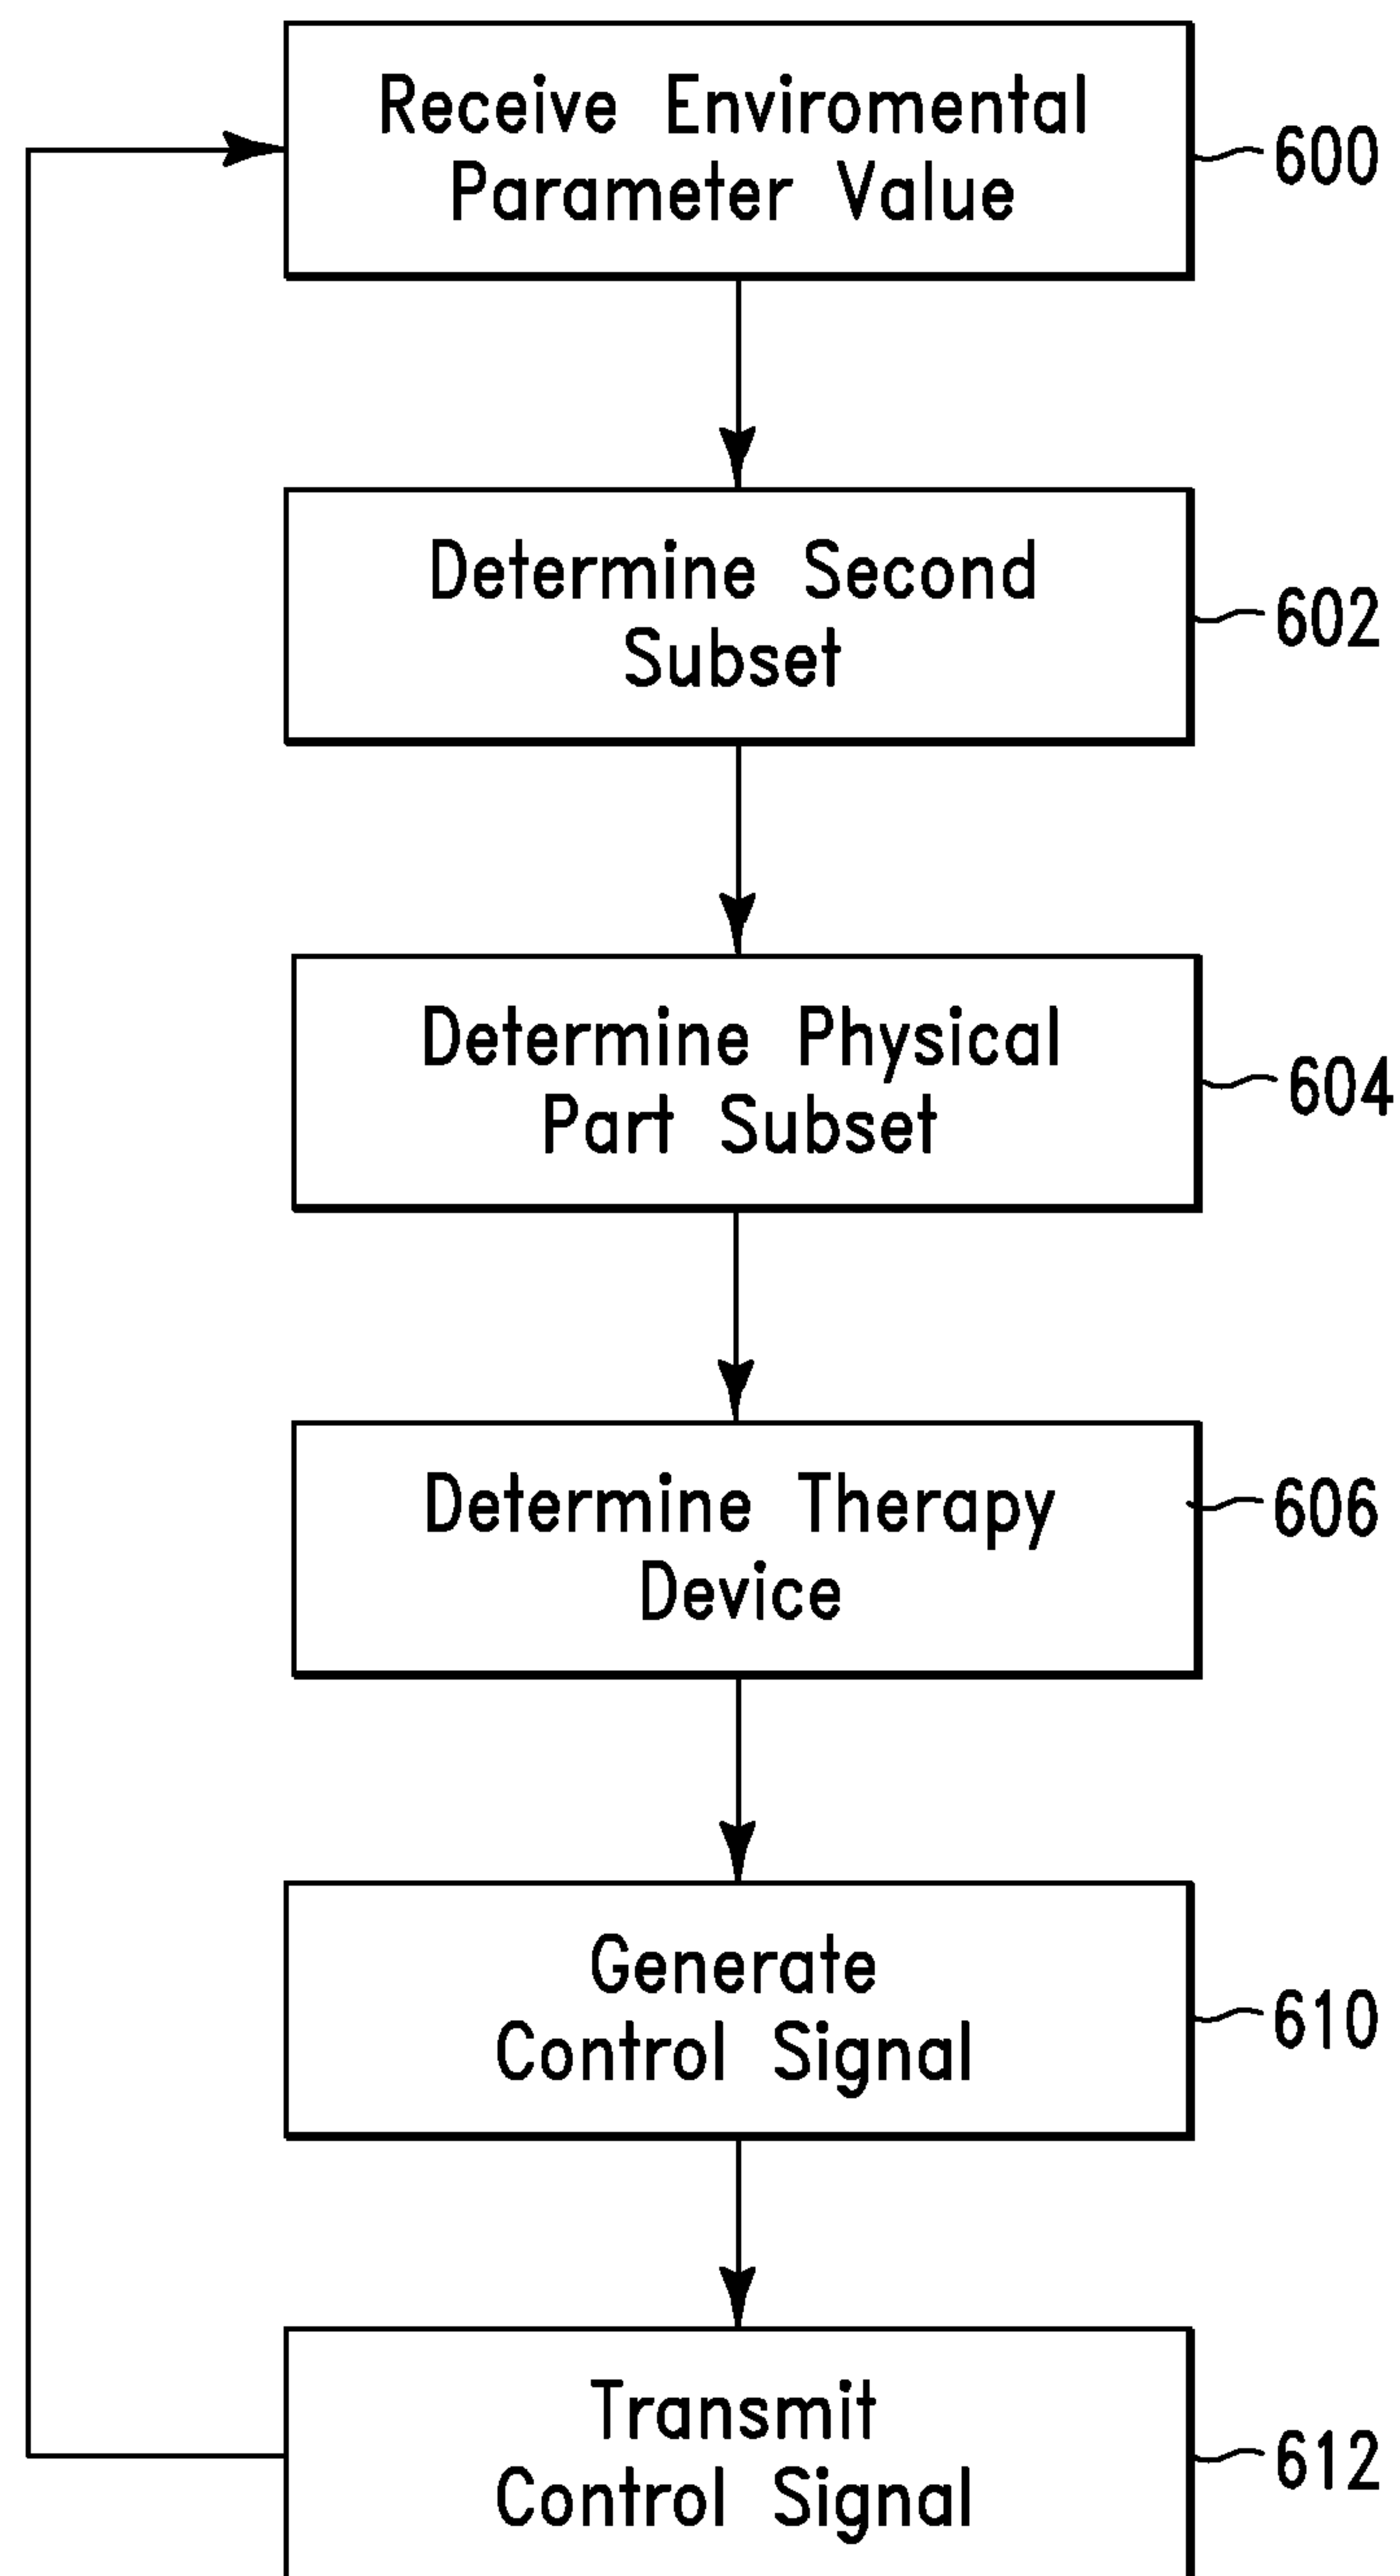 Receive Enviromental
Parameter Value
600
Determine Second
Subset
602
Determine Physical
Part Subset
604
Determine Therapy
Device
606
Generate
Control Signal
610
Transmit
Control Signal
612